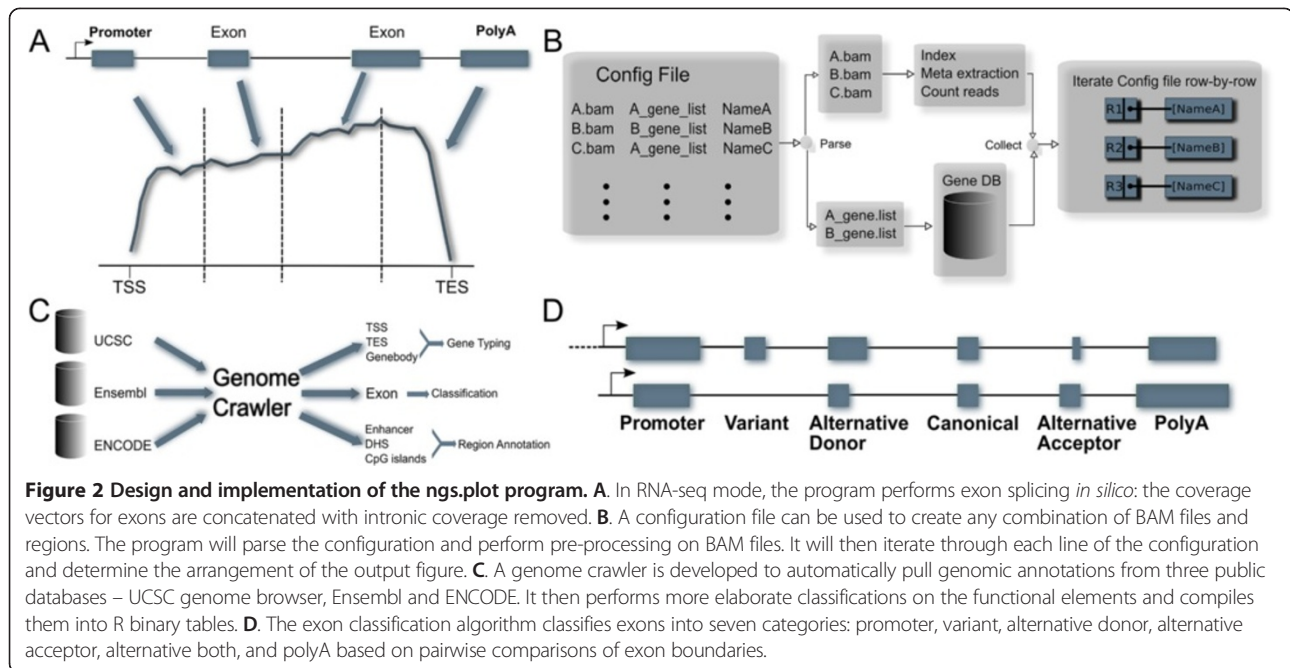 A
Promoter Exon Exon PolyA
TSS TES
B
Config File
A.bam A_gene_list NameA
B.bam B_gene_list NameB
C.bam A_gene_list NameC
Parse
A.bam
B.bam
C.bam
Index
Meta extraction
Count reads
A_gene.list
B_gene.list
Gene DB
Collect
Iterate Config file row-by-row
R1 [NameA]
R2 [NameB]
R3 [NameC]
C
UCSC
Ensembl
ENCODE
Genome
Crawler
TSS
TES
Genebody
Gene Typing
Exon Classification
Enhancer
DHS
CpG islands
Region Annotation
D
Promoter Variant Alternative Donor Canonical Alternative Acceptor PolyA
Figure 2 Design and implementation of the ngs.plot program. A. In RNA-seq mode, the program performs exon splicing in silico: the coverage
vectors for exons are concatenated with intronic coverage removed. B. A configuration file can be used to create any combination of BAM files and
regions. The program will parse the configuration and perform pre-processing on BAM files. It will then iterate through each line of the configuration
and determine the arrangement of the output figure. C. A genome crawler is developed to automatically pull genomic annotations from three public
databases – UCSC genome browser, Ensembl and ENCODE. It then performs more elaborate classifications on the functional elements and compiles
them into R binary tables. D. The exon classification algorithm classifies exons into seven categories: promoter, variant, alternative donor, alternative
acceptor, alternative both, and polyA based on pairwise comparisons of exon boundaries.